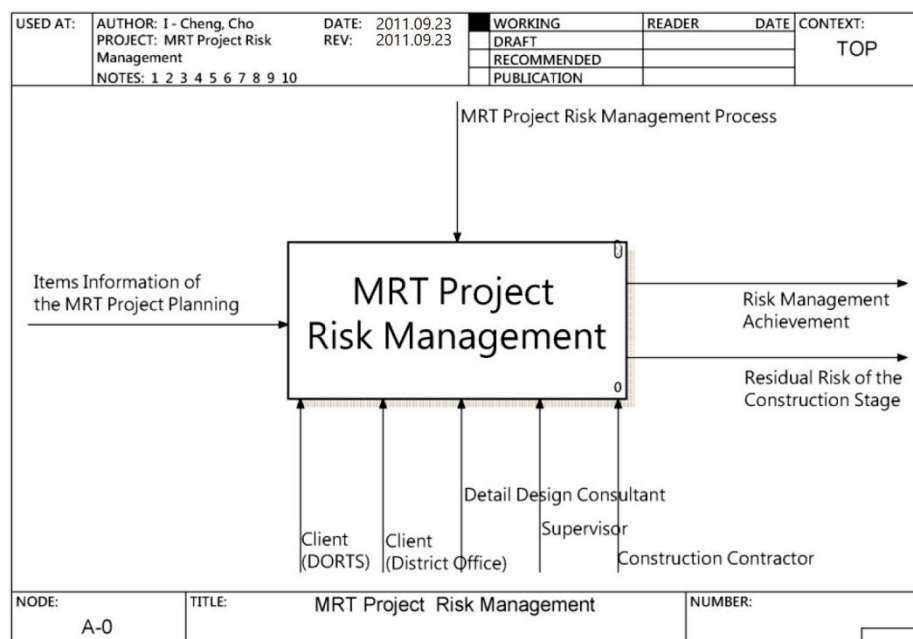 USED AT:
AUTHOR: I - Cheng, Cho
DATE: 2011.09.23
PROJECT: MRT Project Risk
Management
REV: 2011.09.23
NOTES: 1 2 3 4 5 6 7 8 9 10
WORKING
DRAFT
RECOMMENDED
PUBLICATION
READER DATE
CONTEXT:
TOP
MRT Project Risk Management Process
Items Information of
the MRT Project Planning
MRT Project
Risk Management
0
Risk Management
Achievement
Residual Risk of the
Construction Stage
Client
(DORTS)
Client
(District Office)
Detail Design Consultant
Supervisor
Construction Contractor
NODE:
A-0
TITLE:
MRT Project Risk Management
NUMBER: